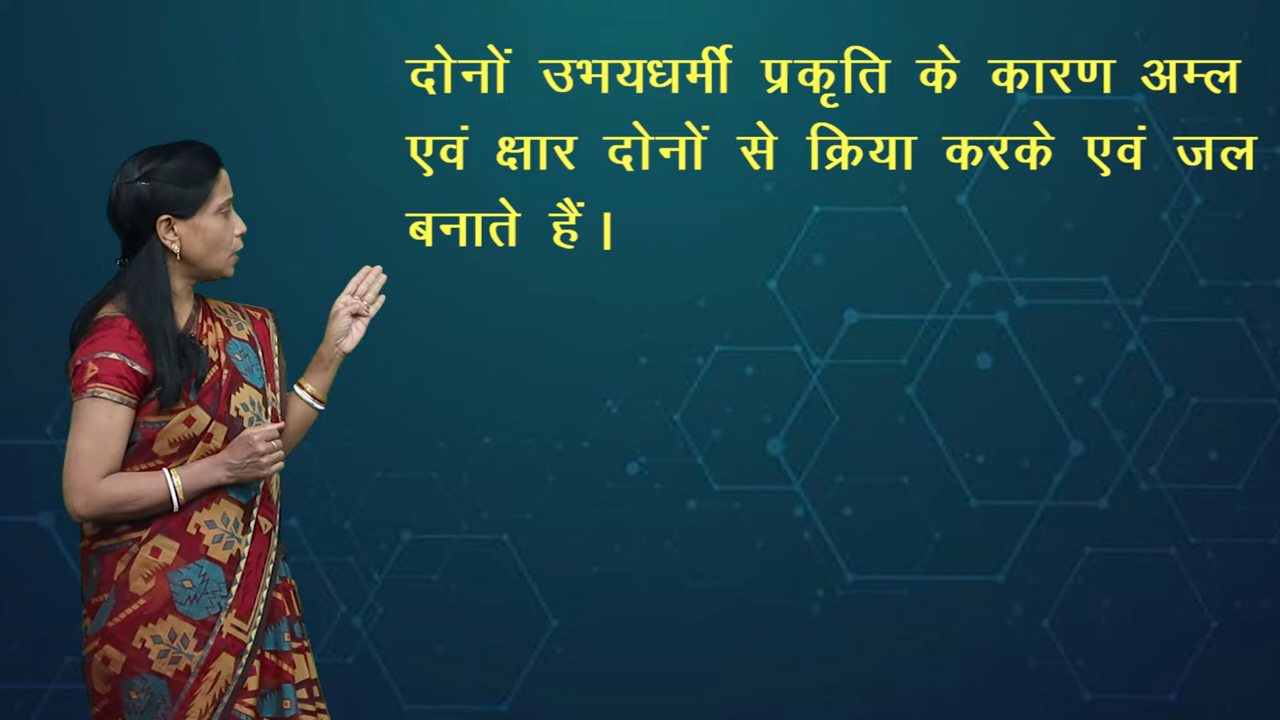 दोनों उभयधर्मी प्रकृति के कारण अम्ल
एवं क्षार दोनों से क्रिया करके एवं जल
बनाते हैं।